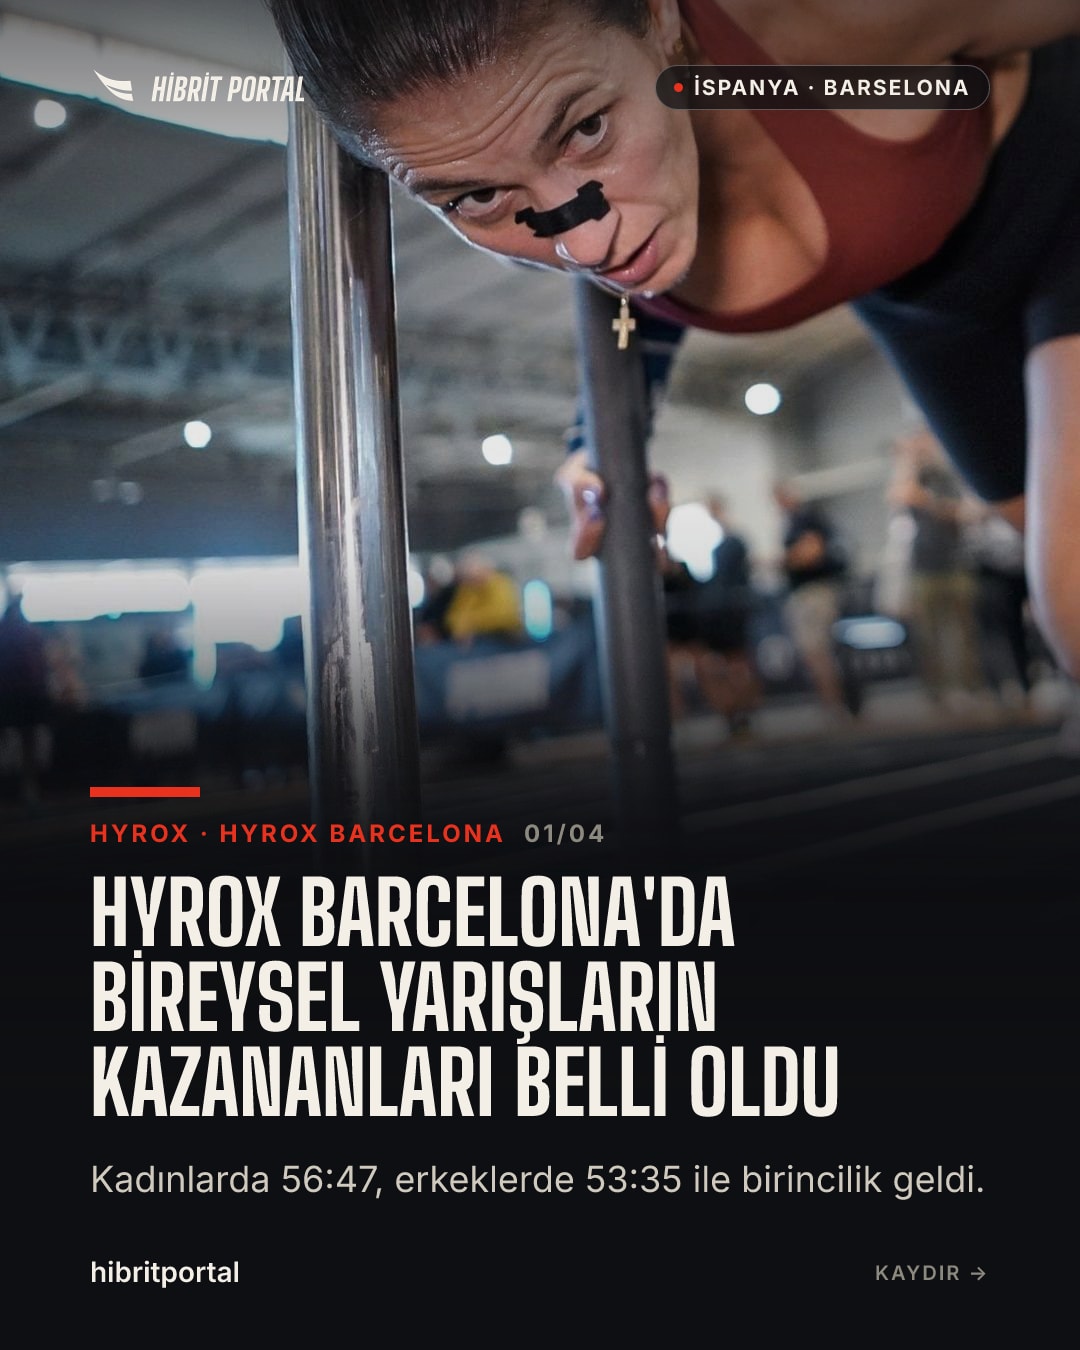 HİBRİT PORTAL
İSPANYA · BARSELONA
HYROX · HYROX BARCELONA 01/04
HYROX BARCELONA'DA
BİREYSEL YARIŞLARIN
KAZANANLARI BELLİ OLDU
Kadınlarda 56:47, erkeklerde 53:35 ile birincilik geldi.
hibritportal
KAYDIR →